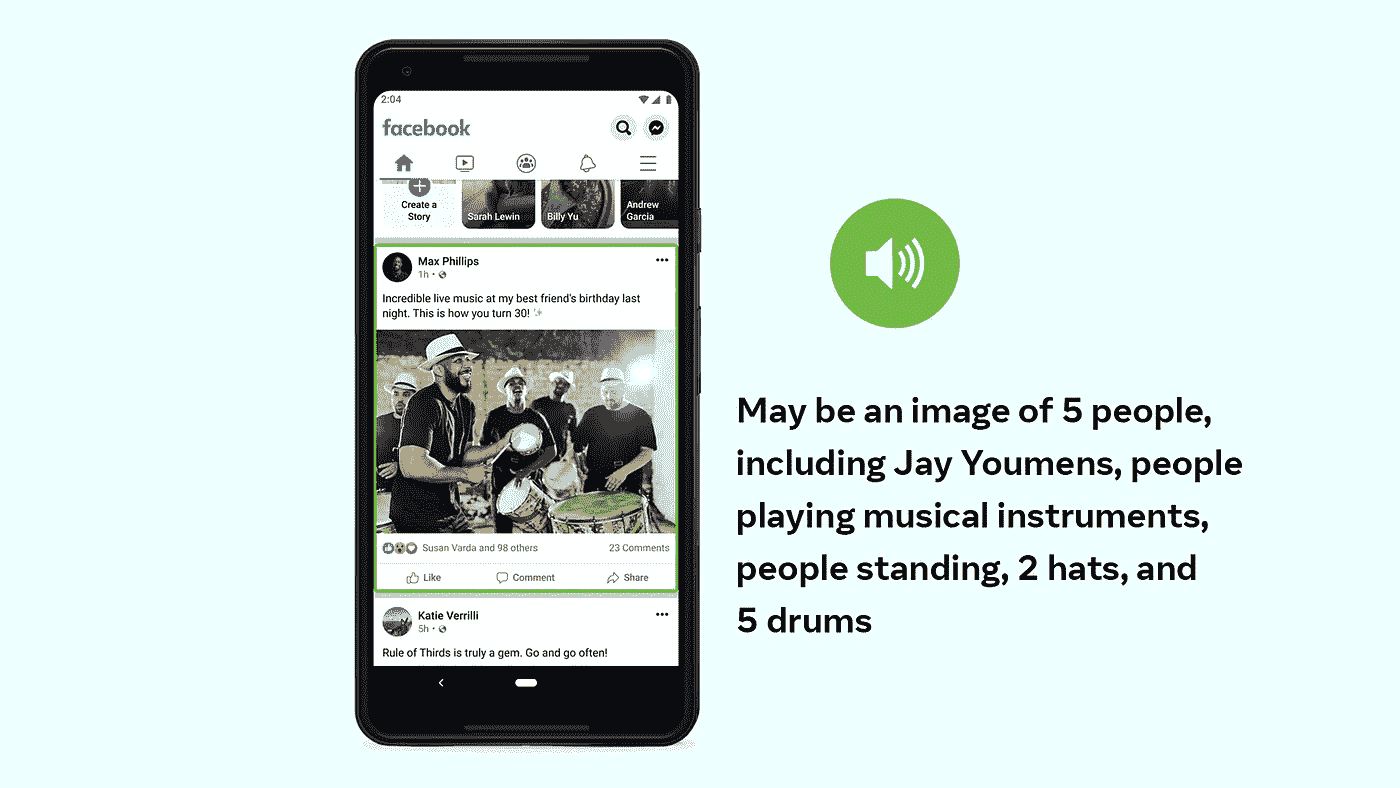 2:04
facebook
Create a
Story
Sarah Lewin
Billy Yu
Andrew
Garcia
Max Phillips
1h •
Incredible live music at my best friend's birthday last
night. This is how you turn 30!
Susan Varda and 98 others
23 Comments
Like
Comment
Share
Katie Verrilli
5h •
Rule of Thirds is truly a gem. Go and go often!
May be an image of 5 people,
including Jay Youmens, people
playing musical instruments,
people standing, 2 hats, and
5 drums